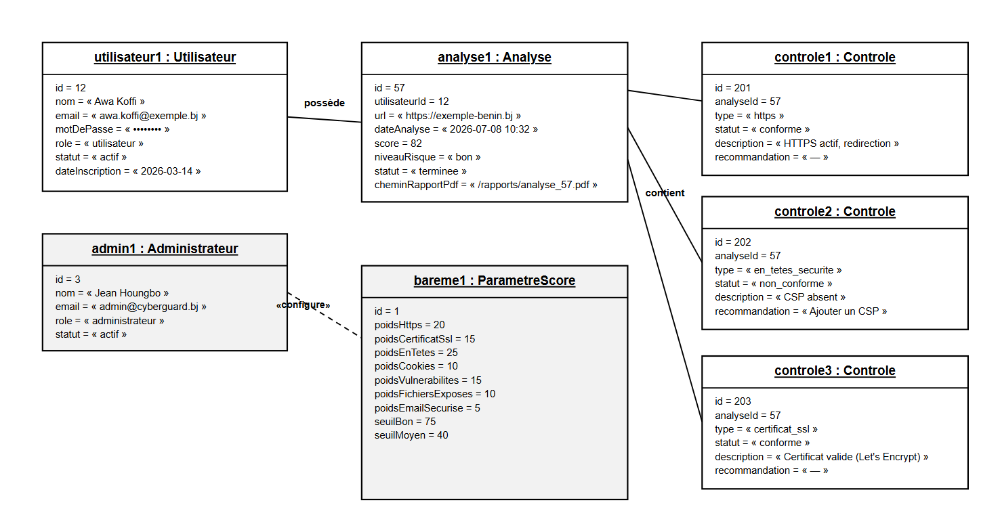 utilisateur1 : Utilisateur
id = 12
nom = « Awa Koffi »
email = « awa.koffi@exemple.bj »
motDePasse = « •••••••• »
role = « utilisateur »
statut = « actif »
dateInscription = « 2026-03-14 »
possède
analyse1 : Analyse
id = 57
utilisateurId = 12
url = « https://exemple-benin.bj »
dateAnalyse = « 2026-07-08 10:32 »
score = 82
niveauRisque = « bon »
statut = « terminee »
cheminRapportPdf = « /rapports/analyse_57.pdf »
contient
controle1 : Controle
id = 201
analyseId = 57
type = « https »
statut = « conforme »
description = « HTTPS actif, redirection »
recommandation = « — »
controle2 : Controle
id = 202
analyseId = 57
type = « en_tetes_securite »
statut = « non_conforme »
description = « CSP absent »
recommandation = « Ajouter un CSP »
admin1 : Administrateur
id = 3
nom = « Jean Houngbo »
email = « admin@cyberguard.bj »
role = « administrateur »
statut = « actif »
«configure»
bareme1 : ParametreScore
id = 1
poidsHttps = 20
poidsCertificatSsl = 15
poidsEnTetes = 25
poidsCookies = 10
poidsVulnerabilites = 15
poidsFichiersExposes = 10
poidsEmailSecurise = 5
seuilBon = 75
seuilMoyen = 40
controle3 : Controle
id = 203
analyseId = 57
type = « certificat_ssl »
statut = « conforme »
description = « Certificat valide (Let's Encrypt) »
recommandation = « — »